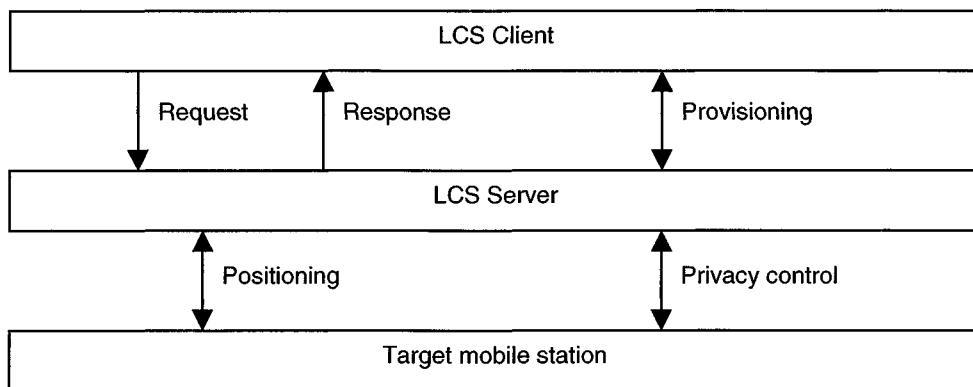 LCS Client
Request
Response
Provisioning
LCS Server
Positioning
Privacy control
Target mobile station